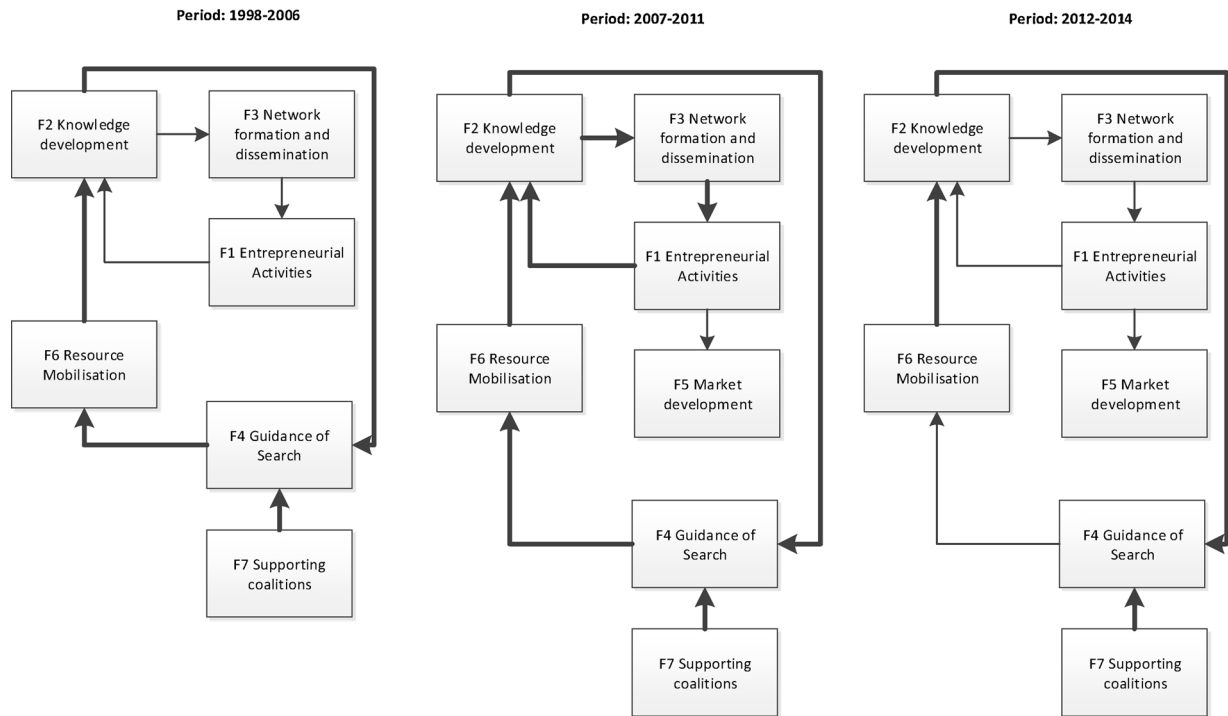 Period: 1998-2006
F2 Knowledge
development
F3 Network
formation and
dissemination
F1 Entrepreneurial
Activities
F6 Resource
Mobilisation
F4 Guidance of
Search
F7 Supporting
coalitions
Period: 2007-2011
F2 Knowledge
development
F3 Network
formation and
dissemination
F1 Entrepreneurial
Activities
F6 Resource
Mobilisation
F5 Market
development
F4 Guidance of
Search
F7 Supporting
coalitions
Period: 2012-2014
F2 Knowledge
development
F3 Network
formation and
dissemination
F1 Entrepreneurial
Activities
F6 Resource
Mobilisation
F5 Market
development
F4 Guidance of
Search
F7 Supporting
coalitions